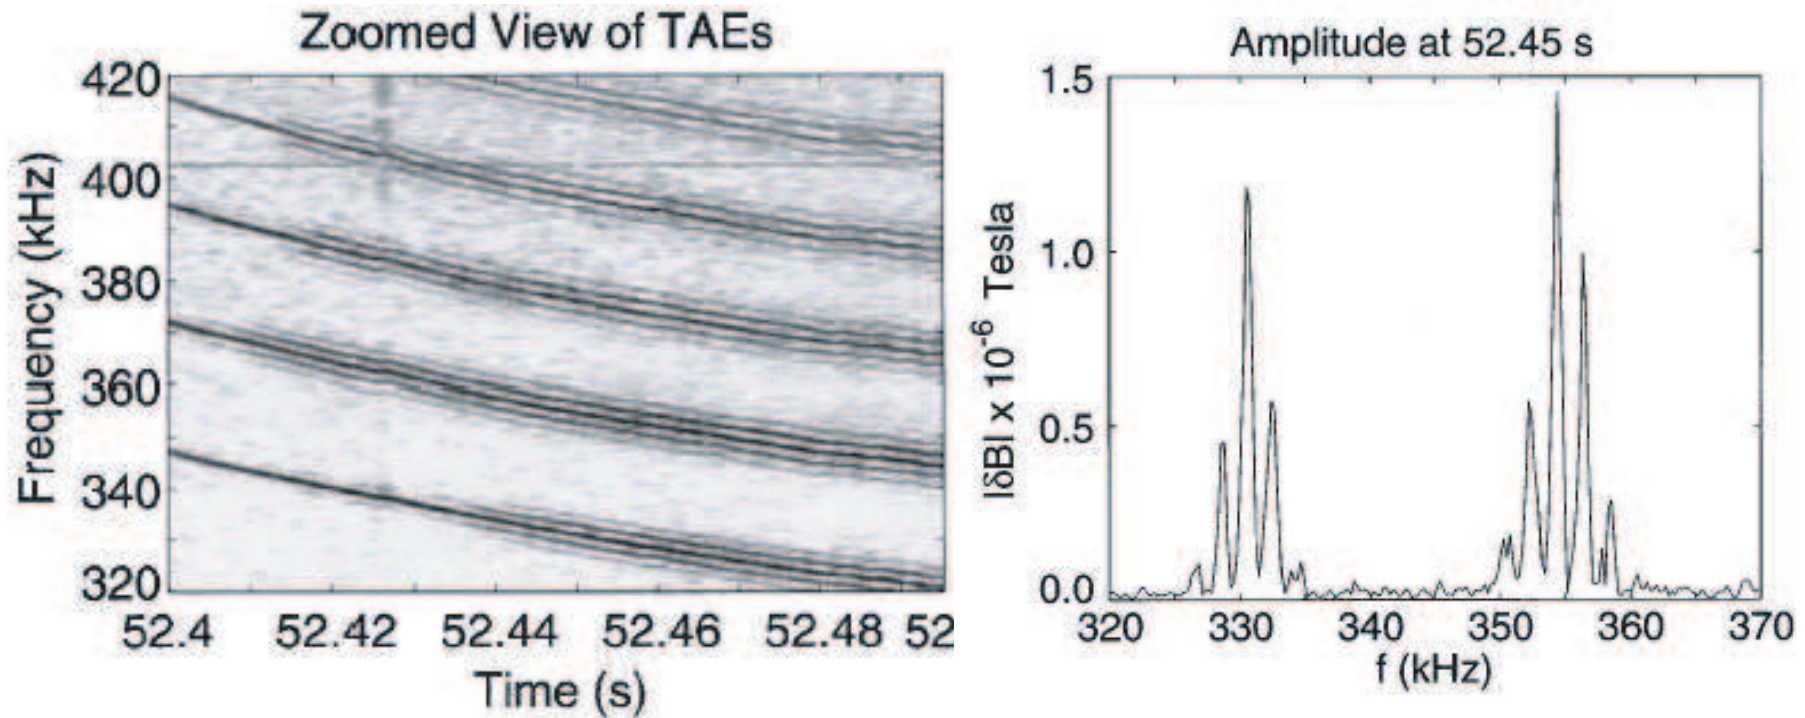 Zoomed View of TAEs
Frequency (kHz)
420
400
380
360
340
320
52.4 52.42 52.44 52.46 52.48 52
Time (s)
Amplitude at 52.45 s
|δB| x 10⁻⁶ Tesla
1.5
1.0
0.5
0.0
320 330 340 350 360 370
f (kHz)